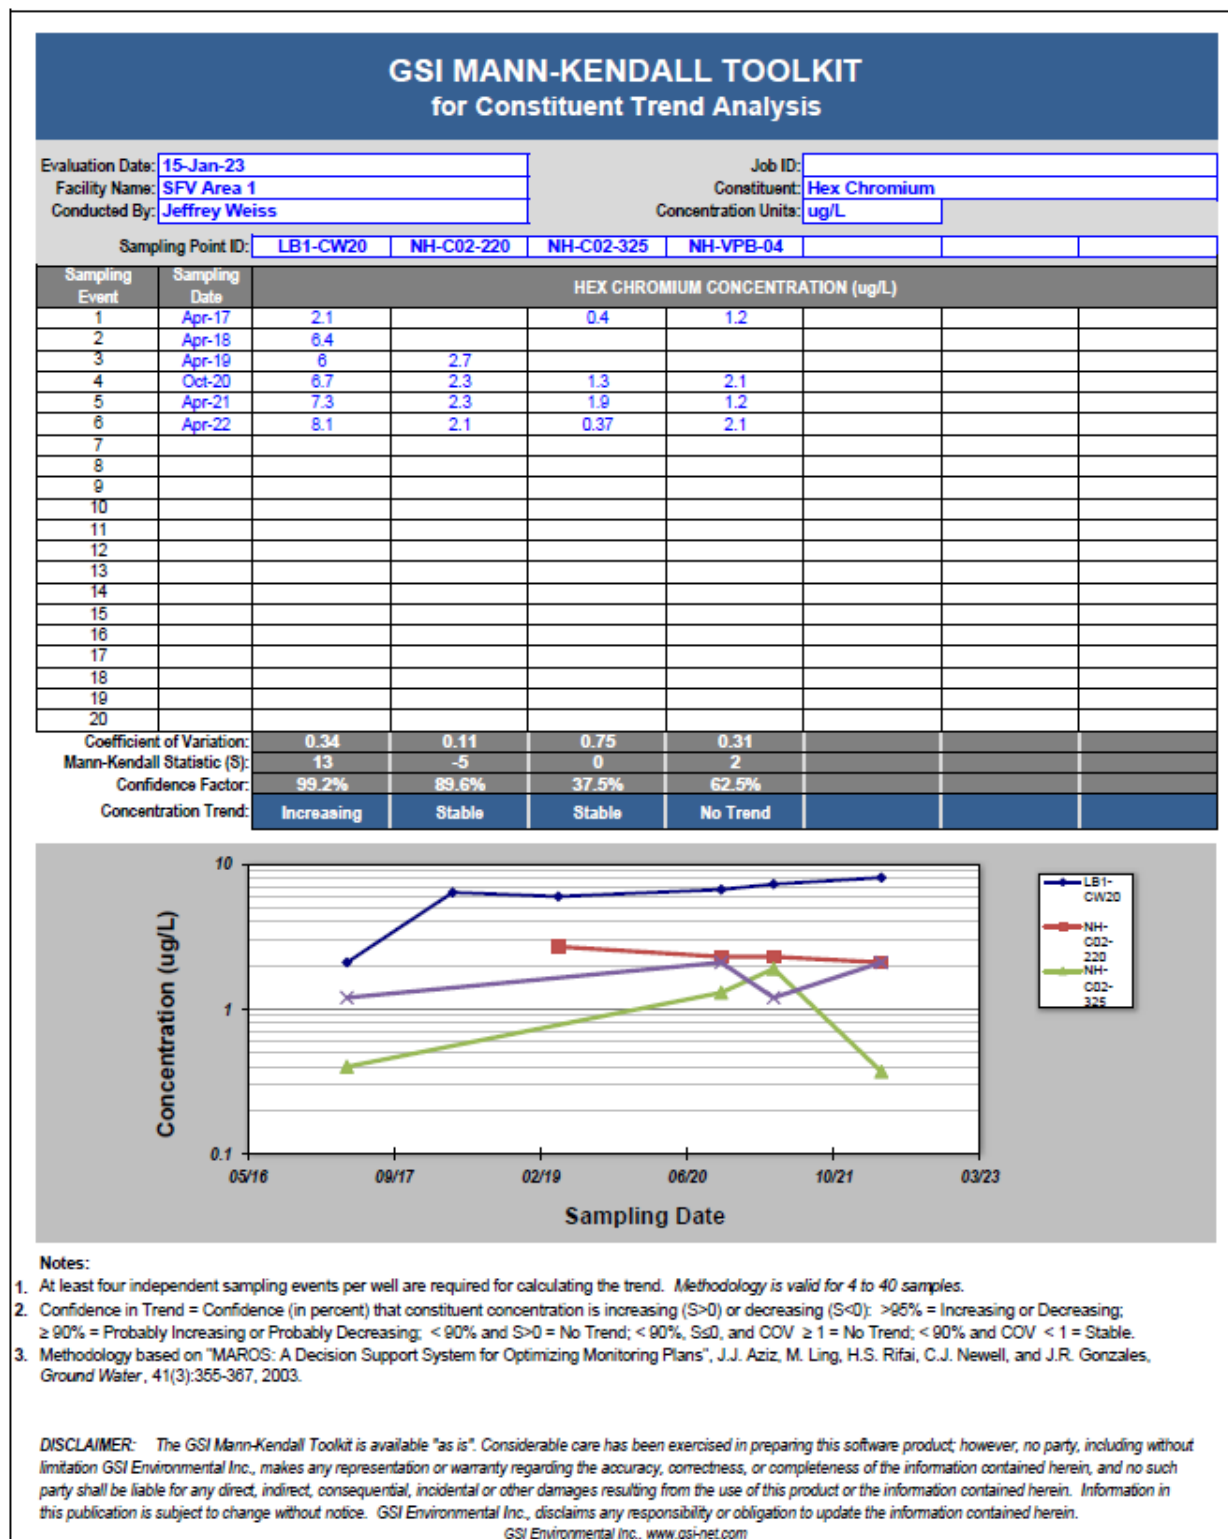 GSI MANN-KENDALL TOOLKIT
for Constituent Trend Analysis
Evaluation Date: 15-Jan-23 Job ID:
Facility Name: SFV Area 1 Constituent: Hex Chromium
Conducted By: Jeffrey Weiss Concentration Units: ug/L
Sampling Point ID: LB1-CW20 NH-C02-220 NH-C02-325 NH-VPB-04
Sampling Event Sampling Date HEX CHROMIUM CONCENTRATION (ug/L)
1 Apr-17 2.1 0.4 1.2
2 Apr-18 6.4
3 Apr-19 6 2.7
4 Oct-20 6.7 2.3 1.3 2.1
5 Apr-21 7.3 2.3 1.9 1.2
6 Apr-22 8.1 2.1 0.37 2.1
7
8
9
10
11
12
13
14
15
16
17
18
19
20
Coefficient of Variation: 0.34 0.11 0.75 0.31
Mann-Kendall Statistic (S): 13 -5 0 2
Confidence Factor: 99.2% 89.6% 37.5% 62.5%
Concentration Trend: Increasing Stable Stable No Trend
Concentration (ug/L)
10
1
0.1
05/16 09/17 02/19 06/20 10/21 03/23
Sampling Date
LB1-
CW20
NH-
C02-
220
NH-
C02-
325
Notes:
1. At least four independent sampling events per well are required for calculating the trend. Methodology is valid for 4 to 40 samples.
2. Confidence in Trend = Confidence (in percent) that constituent concentration is increasing (S>0) or decreasing (S<0): >95% = Increasing or Decreasing;
≥ 90% = Probably Increasing or Probably Decreasing; < 90% and S>0 = No Trend; < 90%, S≤0, and COV ≥ 1 = No Trend; < 90% and COV < 1 = Stable.
3. Methodology based on "MAROS: A Decision Support System for Optimizing Monitoring Plans", J.J. Aziz, M. Ling, H.S. Rifai, C.J. Newell, and J.R. Gonzales,
Ground Water, 41(3):355-367, 2003.
DISCLAIMER: The GSI Mann-Kendall Toolkit is available "as is". Considerable care has been exercised in preparing this software product; however, no party, including without
limitation GSI Environmental Inc., makes any representation or warranty regarding the accuracy, correctness, or completeness of the information contained herein, and no such
party shall be liable for any direct, indirect, consequential, incidental or other damages resulting from the use of this product or the information contained herein. Information in
this publication is subject to change without notice. GSI Environmental Inc., disclaims any responsibility or obligation to update the information contained herein.
GSI Environmental Inc., www.gsi-net.com